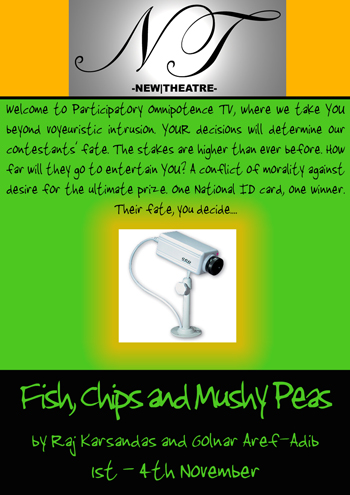 NT
-NEW|THEATRE-
Welcome to Participatory Omnipotence TV, where we take YOU
beyond voyeuristic intrusion. YOUR decisions will determine our
contestants' fate. The stakes are higher than ever before. How
far will they go to entertain YOU? A conflict of morality against
desire for the ultimate prize. One National ID card, one winner.
Their fate, you decide...
Fish, Chips and Mushy Peas
by Raj Karsandas and Golnar Aref-Adib
1st - 4th November